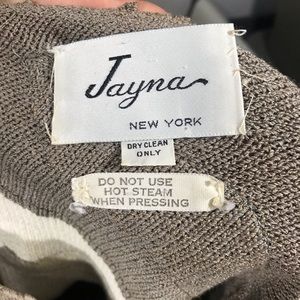 Jayna
NEW YORK
DRY CLEAN
ONLY
DO NOT USE
HOT STEAM
WHEN PRESSING